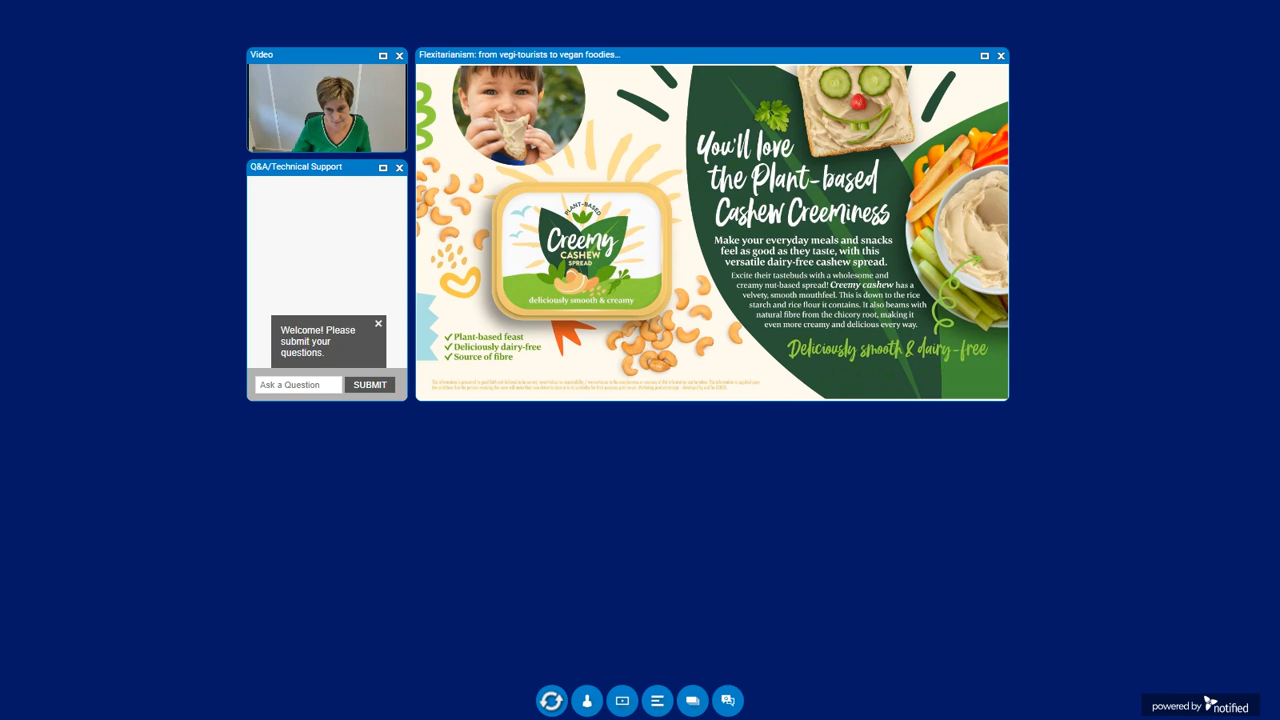 Video
Flexitarianism: from vegi-tourists to vegan foodies...
Q&A/Technical Support
Welcome! Please
submit your
questions.
Ask a Question
SUBMIT
PLANT-BASED
Creemy
CASHEW
SPREAD
deliciously smooth & creamy
✓ Plant-based feast
✓ Deliciously dairy-free
✓ Source of fibre
You'll love
the Plant-based
Cashew Creeminess
Make your everyday meals and snacks
feel as good as they taste, with this
versatile dairy-free cashew spread.
Excite their tastebuds with a wholesome and
creamy nut-based spread! Creemy cashew has a
velvety, smooth mouthfeel. This is down to the rice
starch and rice flour it contains. It also beams with
natural fibre from the chicory root, making it
even more creamy and delicious every way.
Deliciously smooth & dairy-free
powered by notified